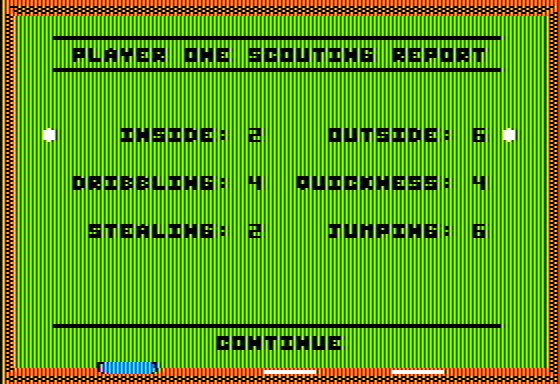 PLAYER ONE SCOUTING REPORT
INSIDE: 2 OUTSIDE: 6
DRIBBLING: 4 QUICKNESS: 4
STEALING: 2 JUMPING: 6
CONTINUE